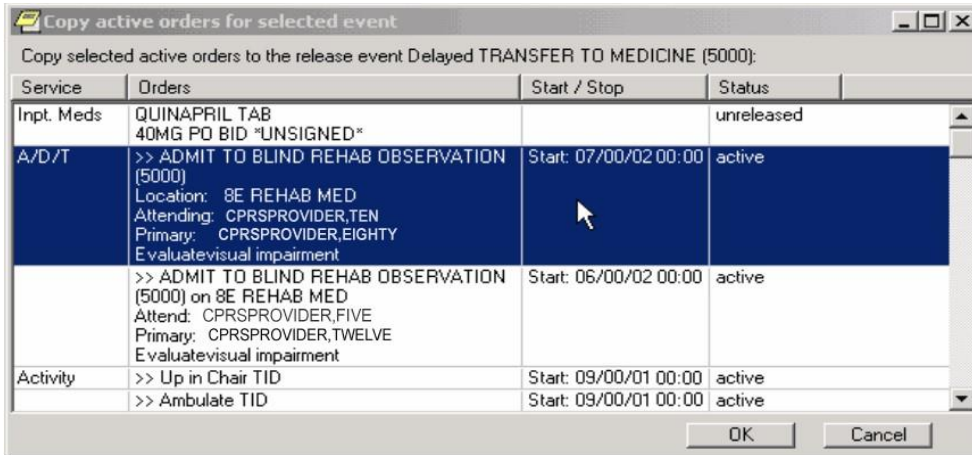 Copy active orders for selected event
Copy selected active orders to the release event Delayed TRANSFER TO MEDICINE (5000):
Service Orders Start / Stop Status
Inpt. Meds QUINAPRIL TAB unreleased
40MG PO BID *UNSIGNED*
A/D/T >> ADMIT TO BLIND REHAB OBSERVATION Start: 07/00/02 00:00 active
(5000)
Location: 8E REHAB MED
Attending: CPRSPROVIDER,TEN
Primary: CPRSPROVIDER,EIGHTY
Evaluatevisual impairment
>> ADMIT TO BLIND REHAB OBSERVATION Start: 06/00/02 00:00 active
(5000) on 8E REHAB MED
Attend: CPRSPROVIDER,FIVE
Primary: CPRSPROVIDER,TWELVE
Evaluatevisual impairment
Activity >> Up in Chair TID Start: 09/00/01 00:00 active
>> Ambulate TID Start: 09/00/01 00:00 active
OK Cancel